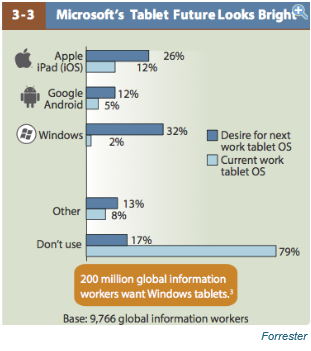 3-3 Microsoft's Tablet Future Looks Bright
Apple 26%
iPad (iOS) 12%
Google 12%
Android 5%
Windows 32%
2%
Desire for next
work tablet OS
Current work
tablet OS
Other 13%
8%
Don't use 17%
79%
200 million global information
workers want Windows tablets.³
Base: 9,766 global information workers
Forrester